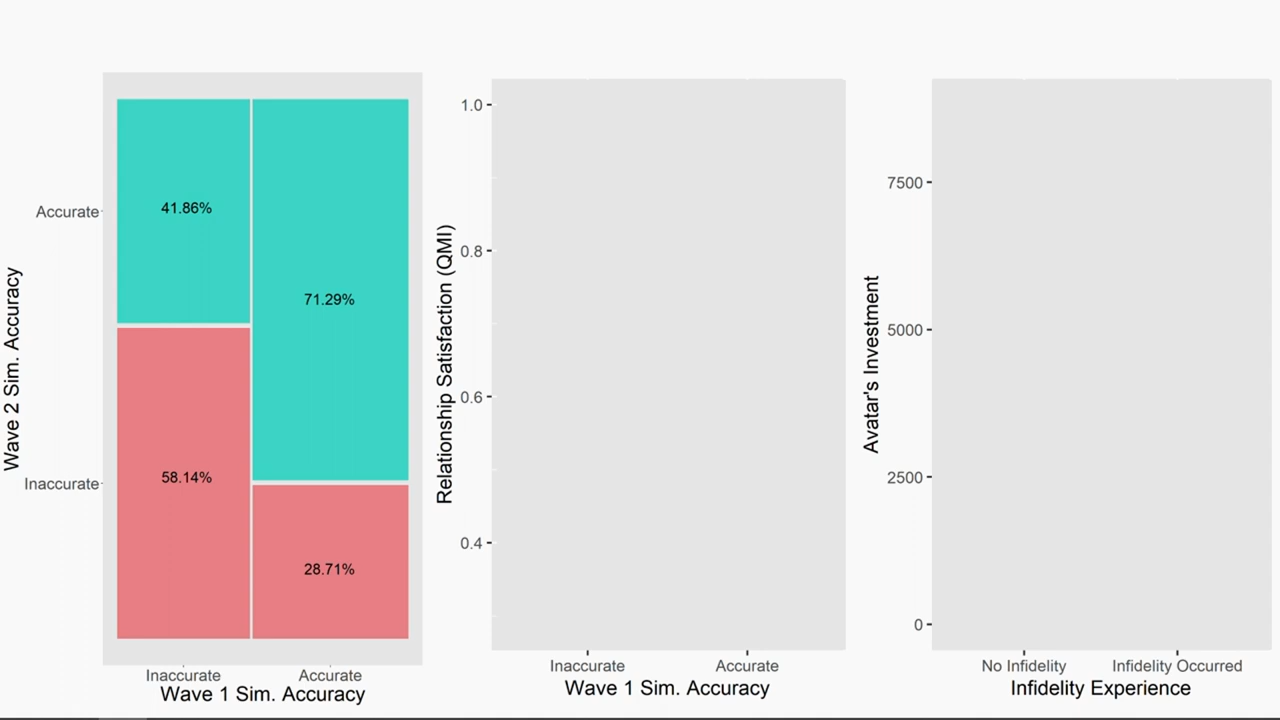 Wave 2 Sim. Accuracy
Accurate
Inaccurate
41.86%
71.29%
58.14%
28.71%
Inaccurate
Accurate
Wave 1 Sim. Accuracy
Relationship Satisfaction (QMI)
1.0
0.8
0.6
0.4
Inaccurate
Accurate
Wave 1 Sim. Accuracy
Avatar's Investment
7500
5000
2500
0
No Infidelity
Infidelity Occurred
Infidelity Experience